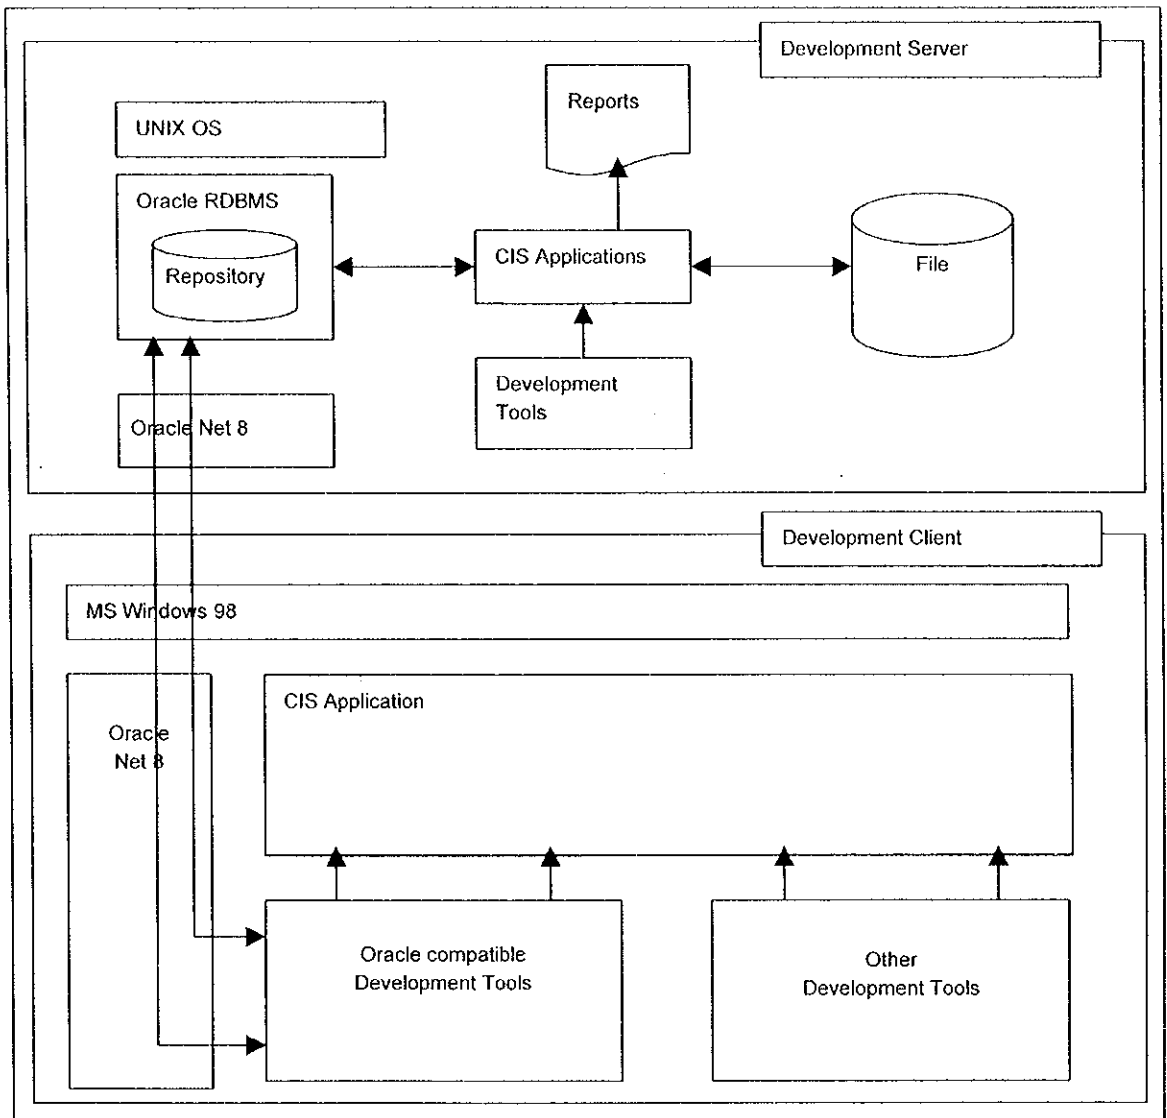 Development Server
Reports
UNIX OS
Oracle RDBMS
Repository
CIS Applications
File
Development
Tools
Oracle Net 8
Development Client
MS Windows 98
CIS Application
Oracle
Net 8
Oracle compatible
Development Tools
Other
Development Tools